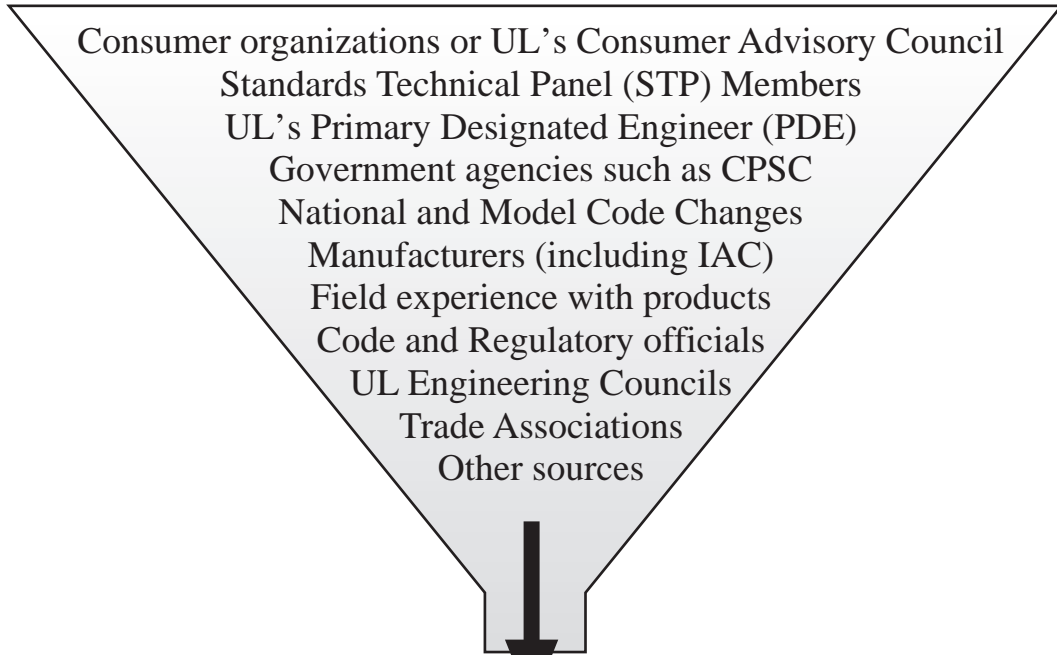 Consumer organizations or UL’s Consumer Advisory Council
Standards Technical Panel (STP) Members
UL’s Primary Designated Engineer (PDE)
Government agencies such as CPSC
National and Model Code Changes
Manufacturers (including IAC)
Field experience with products
Code and Regulatory officials
UL Engineering Councils
Trade Associations
Other sources